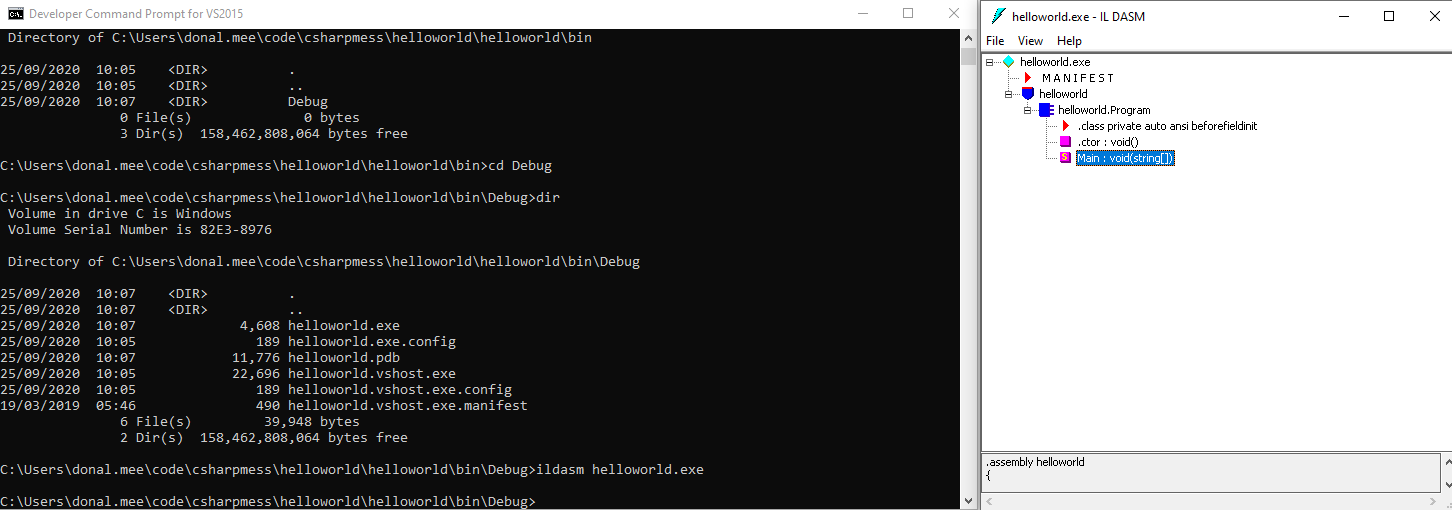 Developer Command Prompt for VS2015
Directory of C:\Users\donal.mee\code\csharpmess\helloworld\helloworld\bin
25/09/2020  10:05    <DIR>          .
25/09/2020  10:05    <DIR>          ..
25/09/2020  10:07    <DIR>          Debug
               0 File(s)              0 bytes
               3 Dir(s)  158,462,808,064 bytes free
C:\Users\donal.mee\code\csharpmess\helloworld\helloworld\bin>cd Debug
C:\Users\donal.mee\code\csharpmess\helloworld\helloworld\bin\Debug>dir
 Volume in drive C is Windows
 Volume Serial Number is 82E3-8976
 Directory of C:\Users\donal.mee\code\csharpmess\helloworld\helloworld\bin\Debug
25/09/2020  10:07    <DIR>          .
25/09/2020  10:07    <DIR>          ..
25/09/2020  10:07             4,608 helloworld.exe
25/09/2020  10:05               189 helloworld.exe.config
25/09/2020  10:07            11,776 helloworld.pdb
25/09/2020  10:05            22,696 helloworld.vshost.exe
25/09/2020  10:05               189 helloworld.vshost.exe.config
19/03/2019  05:46               490 helloworld.vshost.exe.manifest
               6 File(s)         39,948 bytes
               2 Dir(s)  158,462,808,064 bytes free
C:\Users\donal.mee\code\csharpmess\helloworld\helloworld\bin\Debug>ildasm helloworld.exe
C:\Users\donal.mee\code\csharpmess\helloworld\helloworld\bin\Debug>
helloworld.exe - IL DASM
File View Help
helloworld.exe
M A N I F E S T
helloworld
helloworld.Program
.class private auto ansi beforefieldinit
.ctor : void()
S Main : void(string[])
.assembly helloworld
{